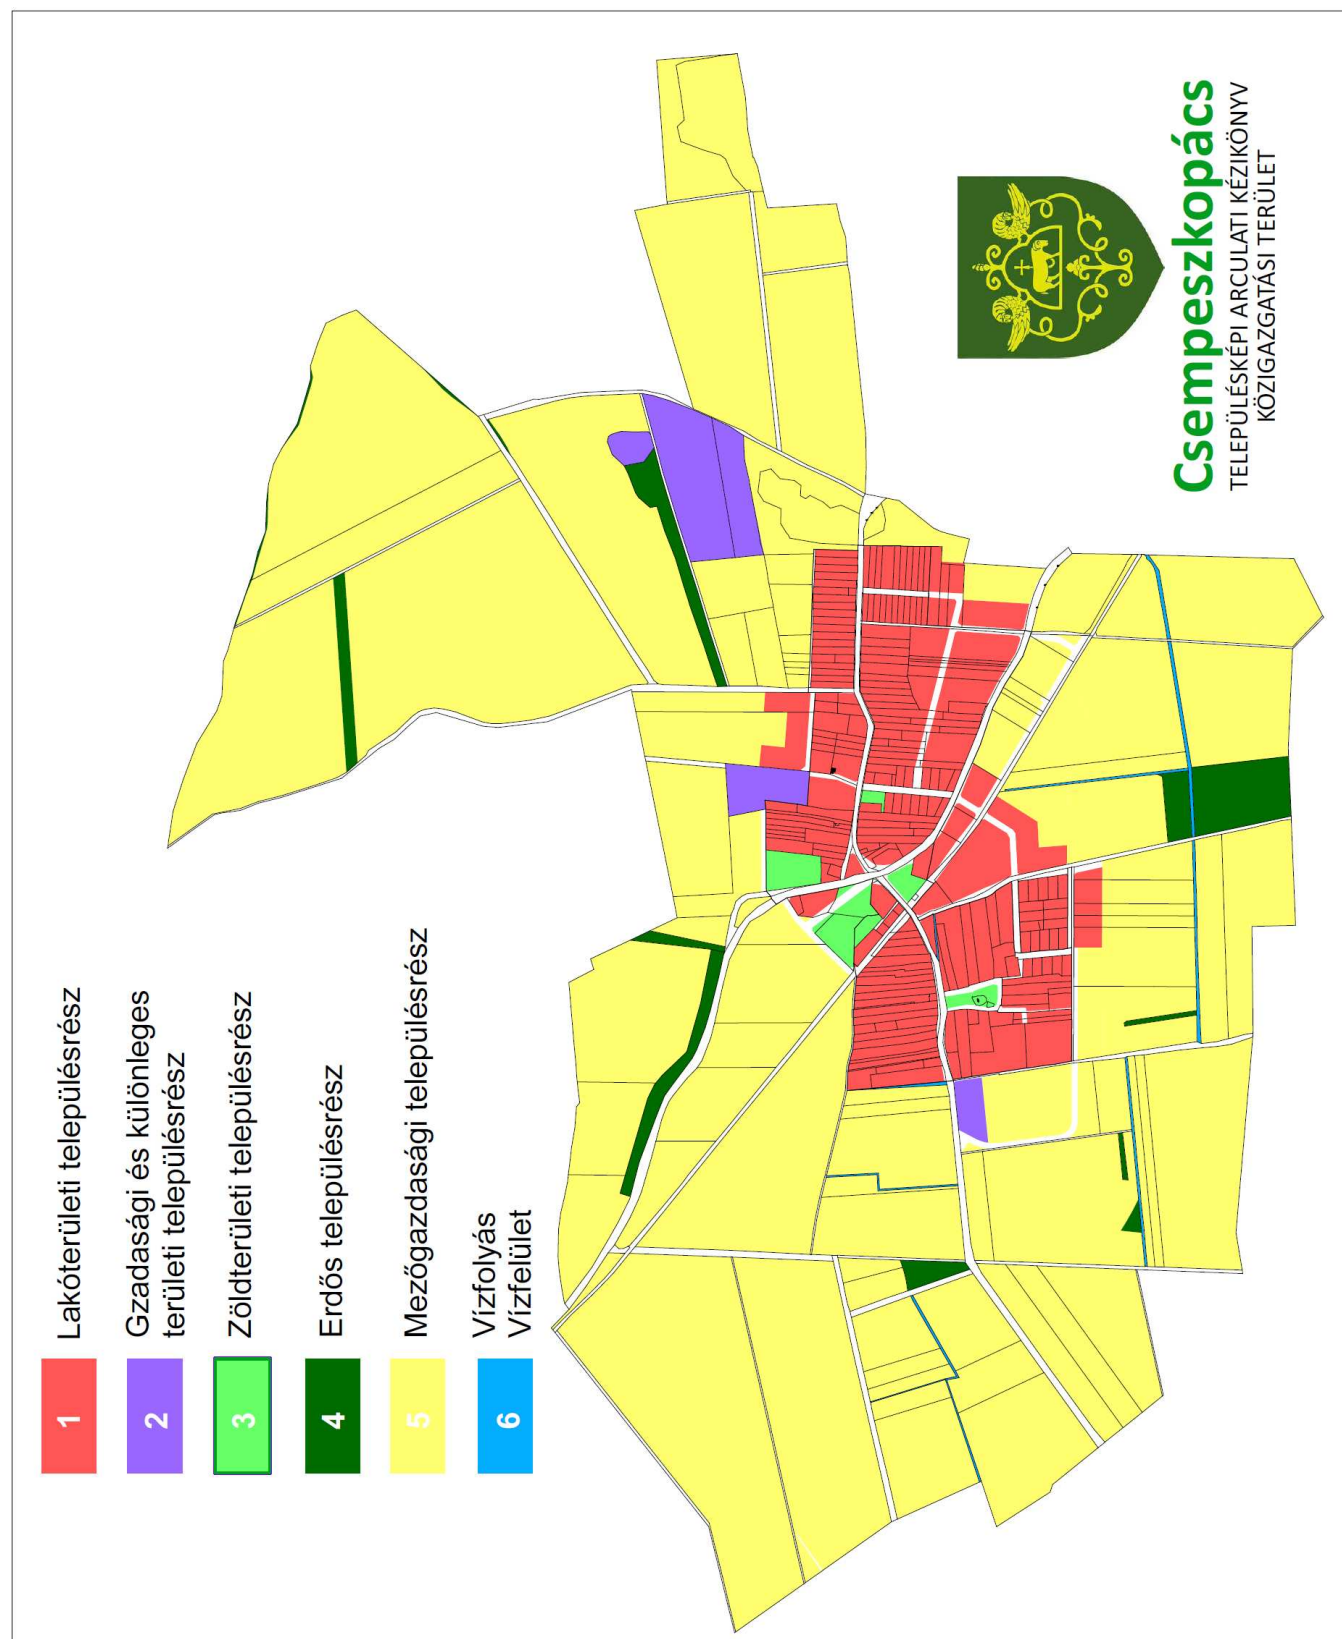 1
Lakóterületi településrész
2
Gzadasági és különleges
területi településrész
3
Zöldterületi településrész
4
Erdős településrész
5
Mezőgazdasági településrész
6
Vízfolyás
Vízfelület
Csempeszkopács
TELEPÜLÉSKÉPI ARCULATI KÉZIKÖNYV
KÖZIGAZGATÁSI TERÜLET